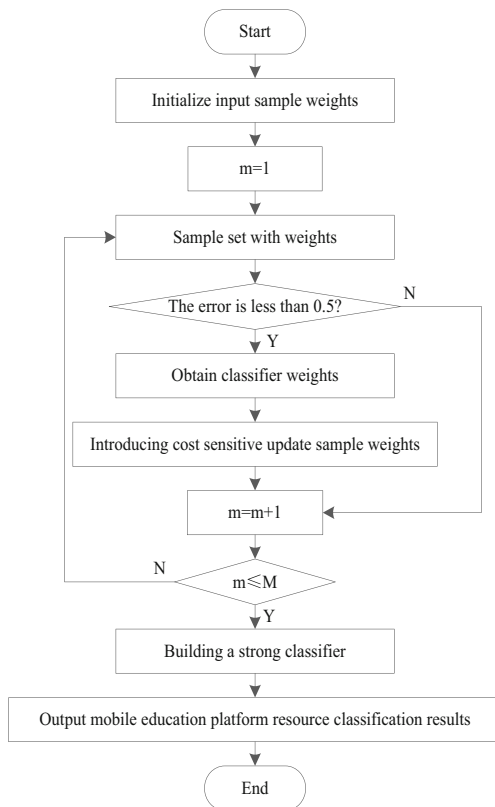 Start
Initialize input sample weights
m=1
Sample set with weights
The error is less than 0.5?
N
Y
Obtain classifier weights
Introducing cost sensitive update sample weights
m=m+1
N
m⩽M
Y
Building a strong classifier
Output mobile education platform resource classification results
End